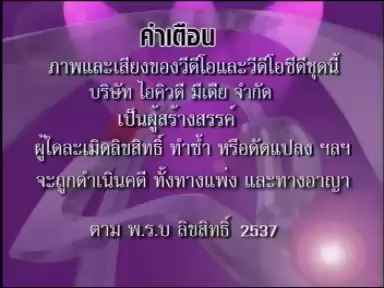 คำเตือน
ภาพและเสียงของวีดีโอและวีดีโอซีดีชุดนี้
บริษัท ไอคิวดี มีเดีย จำกัด
เป็นผู้สร้างสรรค์
ผู้ใดละเมิดลิขสิทธิ์ ทำซ้ำ หรือดัดแปลง ฯลฯ
จะถูกดำเนินคดี ทั้งทางแพ่ง และทางอาญา
ตาม พ.ร.บ ลิขสิทธิ์ 2537